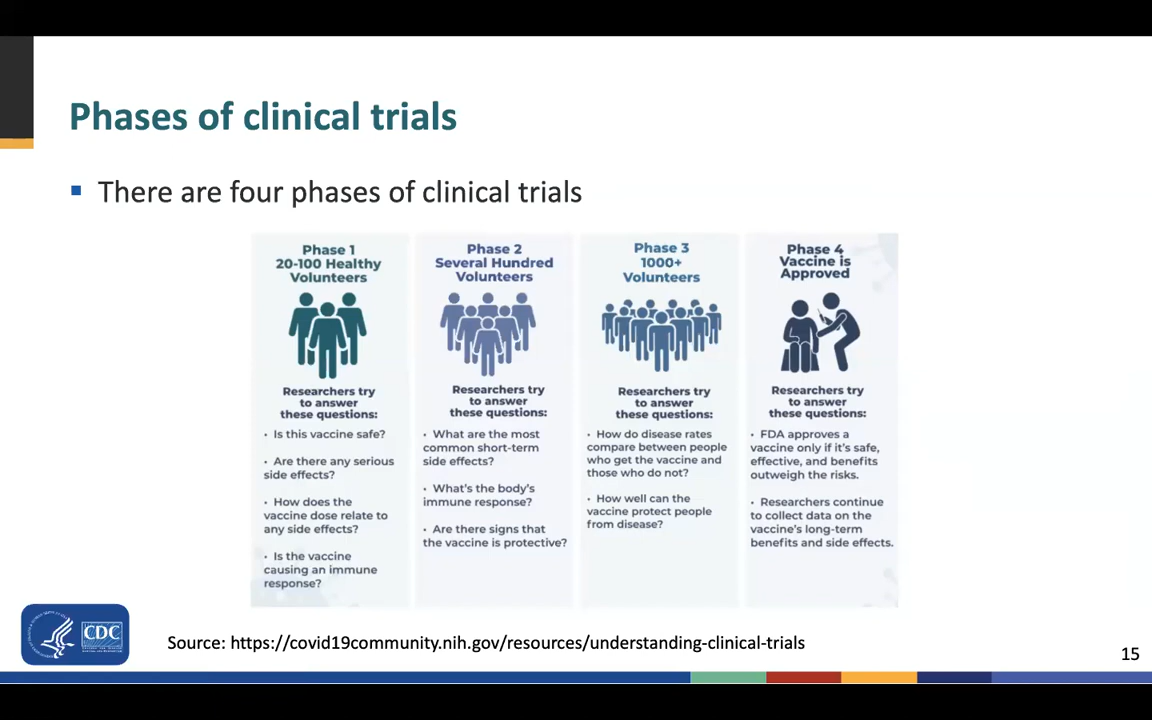 Phases of clinical trials
▪ There are four phases of clinical trials
Phase 1
20-100 Healthy
Volunteers
Researchers try
to answer
these questions:
• Is this vaccine safe?
• Are there any serious
side effects?
• How does the
vaccine dose relate to
any side effects?
• Is the vaccine
causing an immune
response?
Phase 2
Several Hundred
Volunteers
Researchers try
to answer
these questions:
• What are the most
common short-term
side effects?
• What's the body's
immune response?
• Are there signs that
the vaccine is protective?
Phase 3
1000+
Volunteers
Researchers try
to answer
these questions:
• How do disease rates
compare between people
who get the vaccine and
those who do not?
• How well can the
vaccine protect people
from disease?
Phase 4
Vaccine is
Approved
Researchers try
to answer
these questions:
• FDA approves a
vaccine only if it's safe,
effective, and benefits
outweigh the risks.
• Researchers continue
to collect data on the
vaccine's long-term
benefits and side effects.
CDC
Source: https://covid19community.nih.gov/resources/understanding-clinical-trials
15